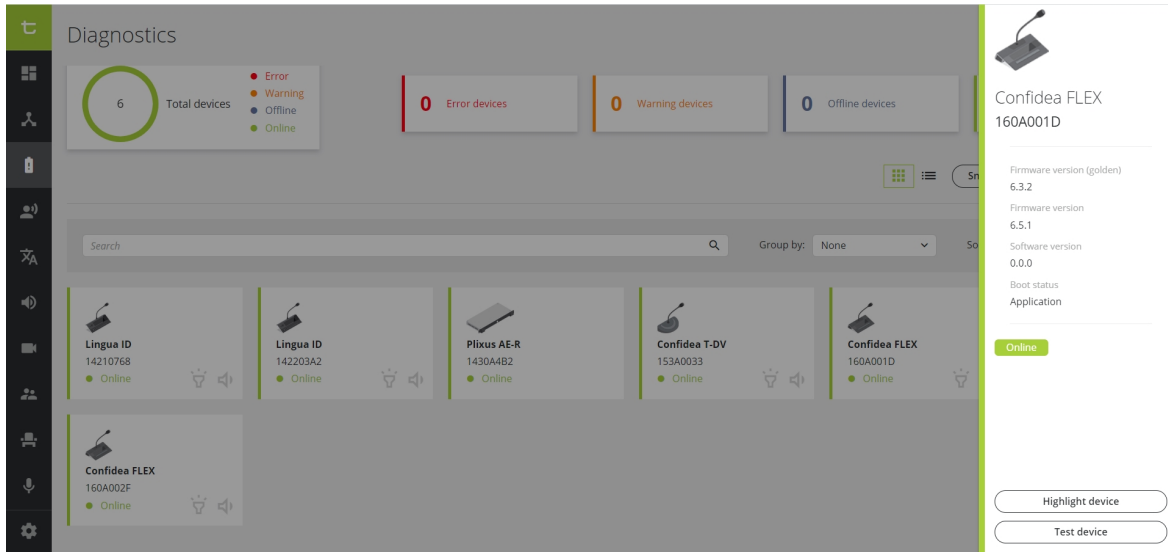 Diagnostics
6
Total devices
Error
Warning
Offline
Online
0 Error devices
0 Warning devices
0 Offline devices
Sn
Search
Group by: None
So
Lingua ID
14210768
Online
Lingua ID
142203A2
Online
Plixus AE-R
1430A4B2
Online
Confidea T-DV
153A0033
Online
Confidea FLEX
160A001D
Online
Confidea FLEX
160A002F
Online
Confidea FLEX
160A001D
Firmware version (golden)
6.3.2
Firmware version
6.5.1
Software version
0.0.0
Boot status
Application
Online
Highlight device
Test device